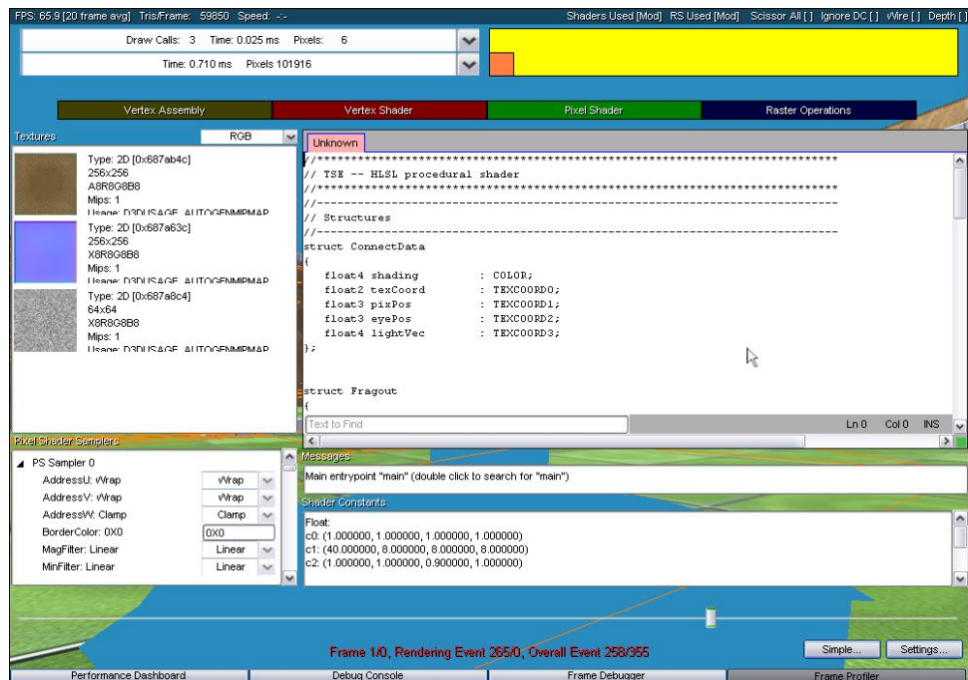 FPS: 65.9 [20 frame avg] Tris/Frame: 59850 Speed: -:- Shaders Used [Mod] RS Used [Mod] Scissor All [ ] Ignore DC [ ] Wire [ ] Depth [ ]
Draw Calls: 3 Time: 0.025 ms Pixels: 6
Time: 0.710 ms Pixels 101916
Vertex Assembly Vertex Shader Pixel Shader Raster Operations
Textures RGB
Type: 2D [0x687ab4c]
256x256
A8R8G8B8
Mips: 1
Usage: D3DUSAGE_AUTOGENMIPMAP
Type: 2D [0x687a63c]
256x256
X8R8G8B8
Mips: 1
Usage: D3DUSAGE_AUTOGENMIPMAP
Type: 2D [0x687a8c4]
64x64
X8R8G8B8
Mips: 1
Usage: D3DUSAGE_AUTOGENMIPMAP
Unknown
//******************************************************************************
// TSE -- HLSL procedural shader
//******************************************************************************
//------------------------------------------------------------------------------
// Structures
//------------------------------------------------------------------------------
struct ConnectData
{
float4 shading : COLOR;
float2 texCoord : TEXCOORD0;
float3 pixPos : TEXCOORD1;
float3 eyePos : TEXCOORD2;
float4 lightVec : TEXCOORD3;
};
struct Fragout
{
Text to Find Ln 0 Col 0 INS
Pixel Shader Samplers
PS Sampler 0
AddressU: Wrap Wrap
AddressV: Wrap Wrap
AddressW: Clamp Clamp
BorderColor: 0X0 0X0
MagFilter: Linear Linear
MinFilter: Linear Linear
Messages
Main entrypoint "main" (double click to search for "main")
Shader Constants
Float:
c0: (1.000000, 1.000000, 1.000000, 1.000000)
c1: (40.000000, 8.000000, 8.000000, 8.000000)
c2: (1.000000, 1.000000, 0.900000, 1.000000)
Frame 1/0, Rendering Event 265/0, Overall Event 258/355
Simple... Settings...
Performance Dashboard Debug Console Frame Debugger Frame Profiler